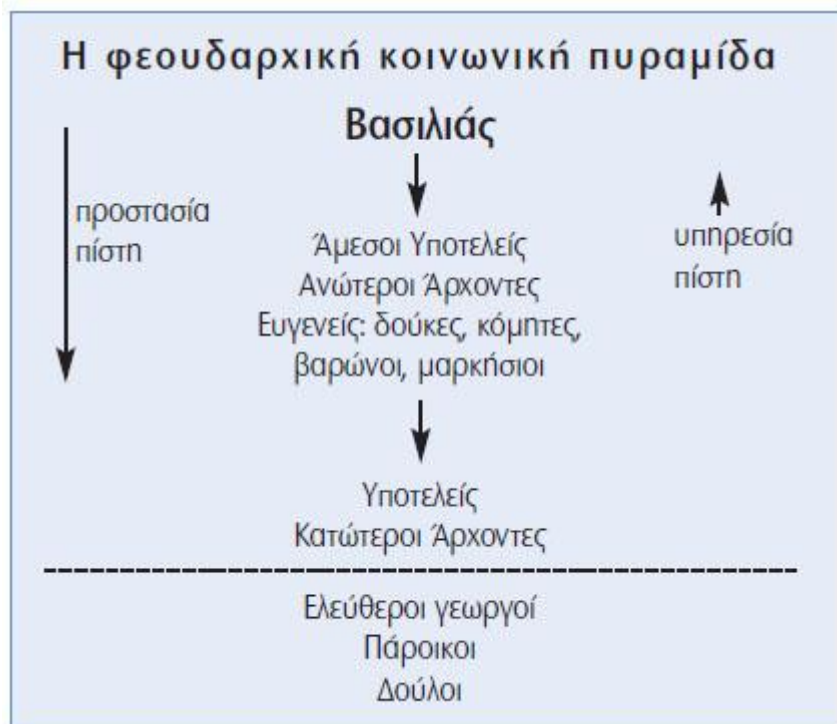 Η φεουδαρχική κοινωνική πυραμίδα
Βασιλιάς
προστασία
πίστη
υπηρεσία
πίστη
Άμεσοι Υποτελείς
Ανώτεροι Άρχοντες
Ευγενείς: δούκες, κόμητες,
βαρώνοι, μαρκήσιοι
Υποτελείς
Κατώτεροι Άρχοντες
Ελεύθεροι γεωργοί
Πάροικοι
Δούλοι